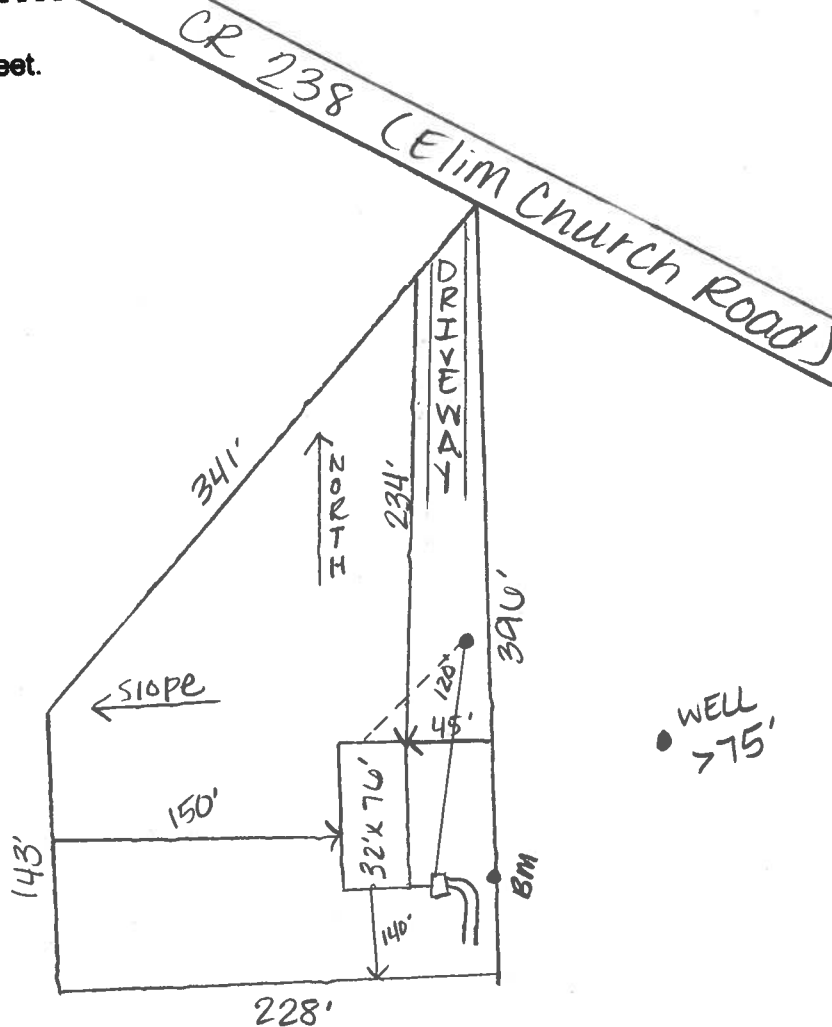 eet.
CR 238 (Elim Church Road)
DRIVEWAY
341'
NORTH
234'
396'
SLOPE
120'
45'
WELL
>75'
150'
32' x 76'
143'
BM
140'
228'